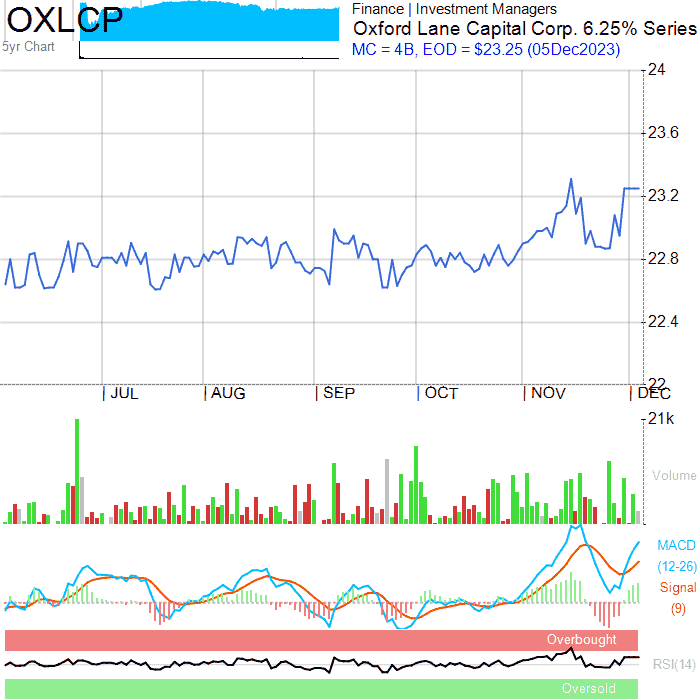 OXLCP
5yr Chart
Finance | Investment Managers
Oxford Lane Capital Corp. 6.25% Series
MC = 4B, EOD = $23.25 (05Dec2023)
24
23.6
23.2
22.8
22.4
22
| JUL | AUG | SEP | OCT | NOV | DEC
21k
Volume
MACD
(12-26)
Signal
(9)
Overbought
RSI(14)
Oversold